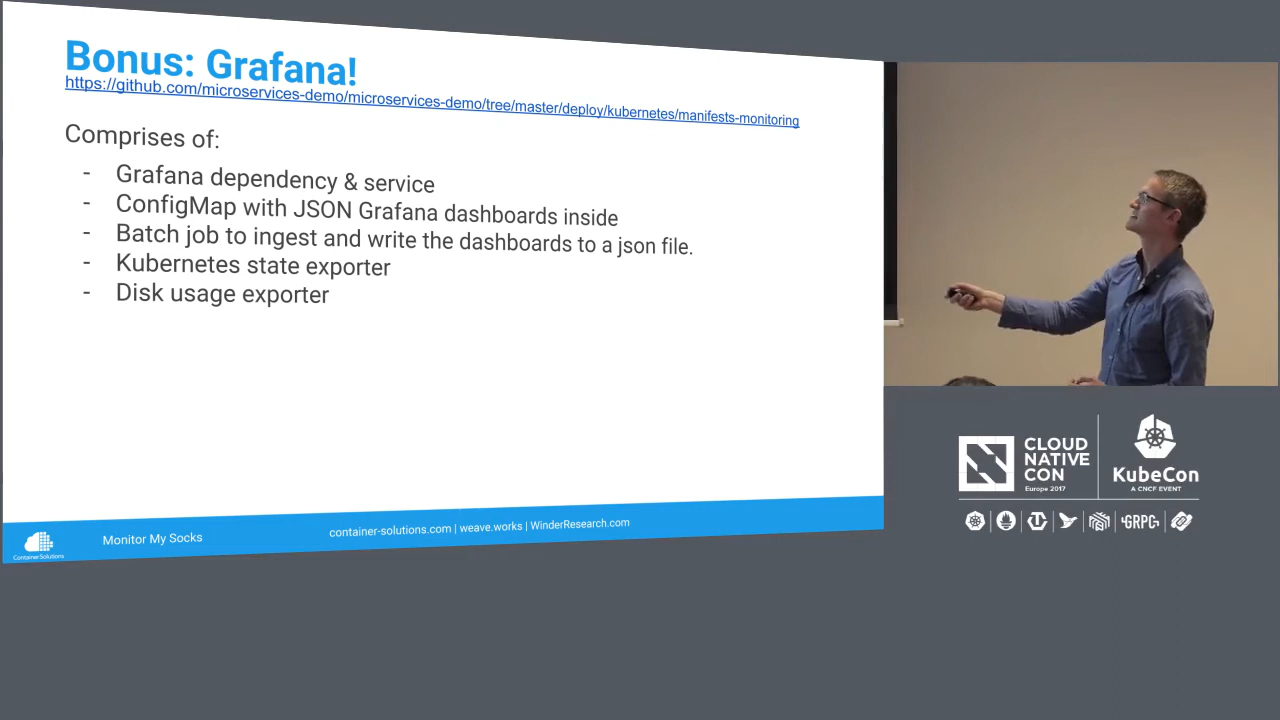 Bonus: Grafana!
https://github.com/microservices-demo/microservices-demo/tree/master/deploy/kubernetes/manifests-monitoring
Comprises of:
- Grafana dependency & service
- ConfigMap with JSON Grafana dashboards inside
- Batch job to ingest and write the dashboards to a json file.
- Kubernetes state exporter
- Disk usage exporter
ContainerSolutions
Monitor My Socks
container-solutions.com | weave.works | WinderResearch.com
CLOUD
NATIVE
CON
Europe 2017
KubeCon
A CNCF EVENT
GRPC